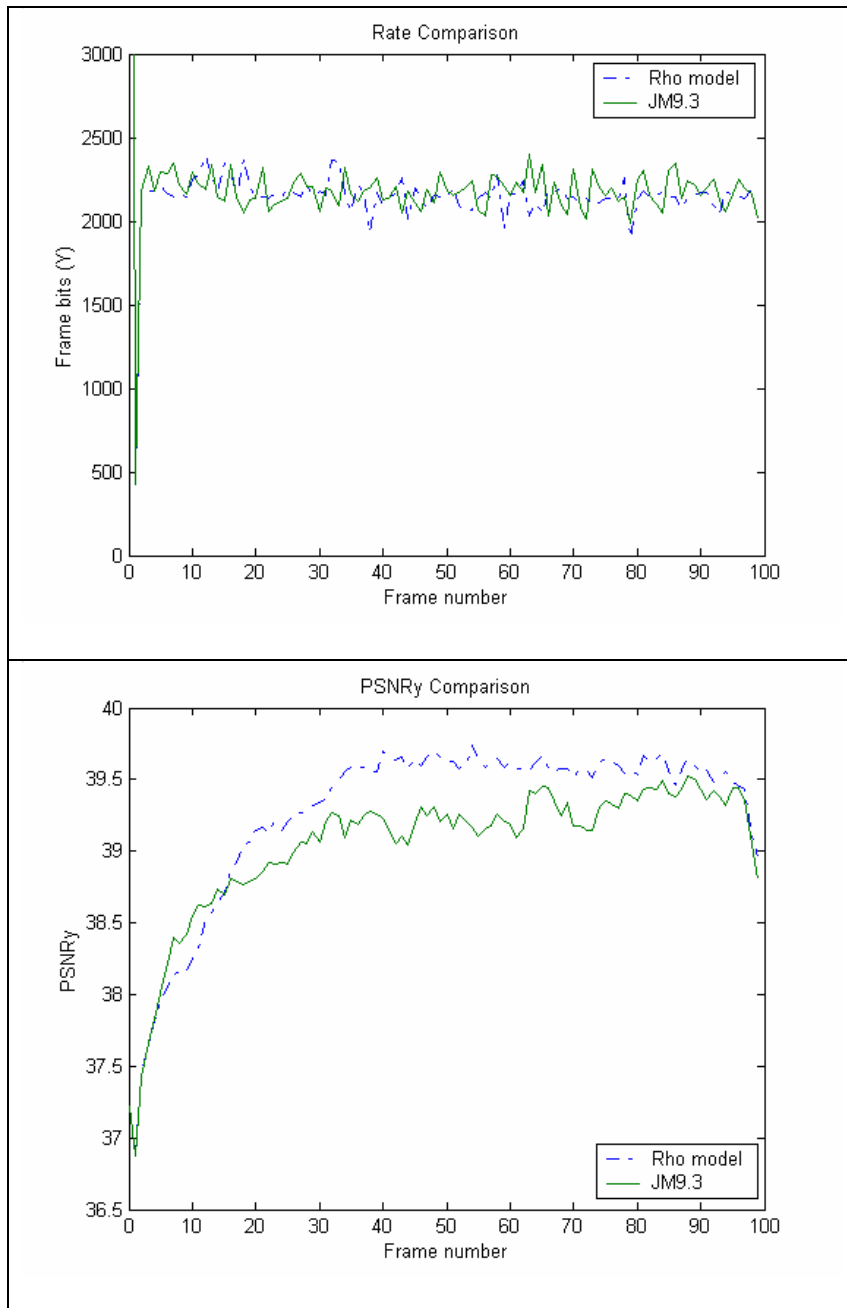 Rate Comparison
3000
2500
2000
1500
1000
500
0
Frame bits (Y)
Rho model
JM9.3
0 10 20 30 40 50 60 70 80 90 100
Frame number
PSNRy Comparison
40
39.5
39
38.5
38
37.5
37
36.5
PSNRy
Rho model
JM9.3
0 10 20 30 40 50 60 70 80 90 100
Frame number